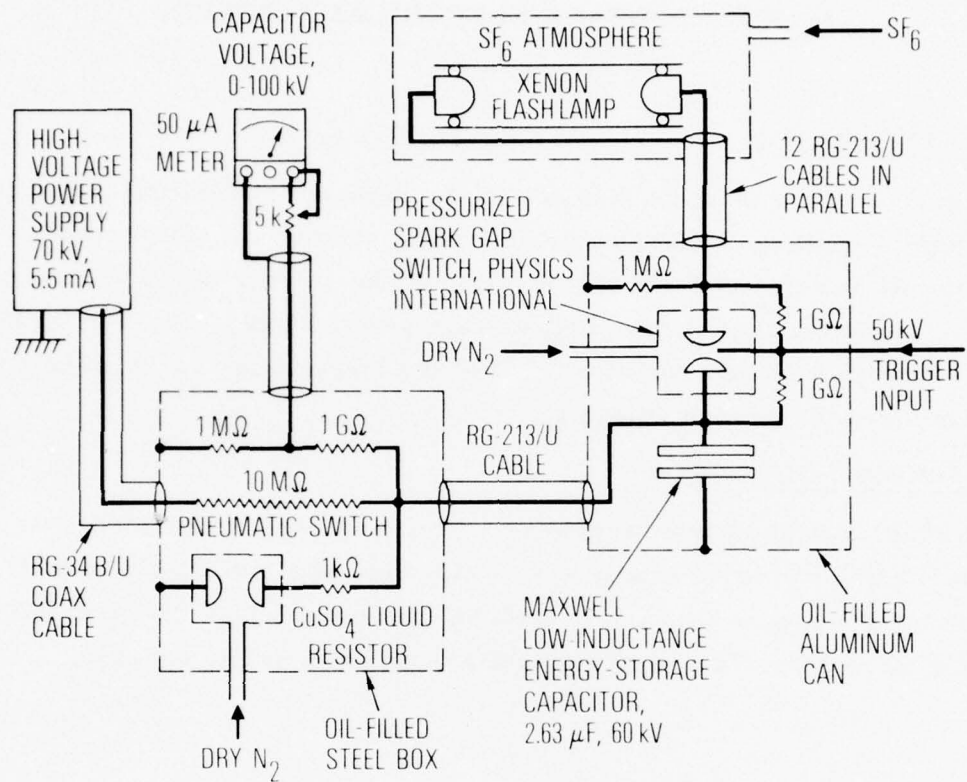 CAPACITOR
VOLTAGE,
0-100 kV
50 μA
METER
5 k
HIGH-
VOLTAGE
POWER
SUPPLY
70 kV,
5.5 mA
SF6 ATMOSPHERE
XENON
FLASH LAMP
SF6
12 RG-213/U
CABLES IN
PARALLEL
PRESSURIZED
SPARK GAP
SWITCH, PHYSICS
INTERNATIONAL
1 MΩ
1 GΩ
50 kV
TRIGGER
INPUT
1 GΩ
DRY N2
1 MΩ
1 GΩ
RG-213/U
CABLE
10 MΩ
PNEUMATIC SWITCH
1kΩ
CuSO4 LIQUID
RESISTOR
RG-34 B/U
COAX
CABLE
DRY N2
OIL-FILLED
STEEL BOX
MAXWELL
LOW-INDUCTANCE
ENERGY-STORAGE
CAPACITOR,
2.63 μF, 60 kV
OIL-FILLED
ALUMINUM
CAN